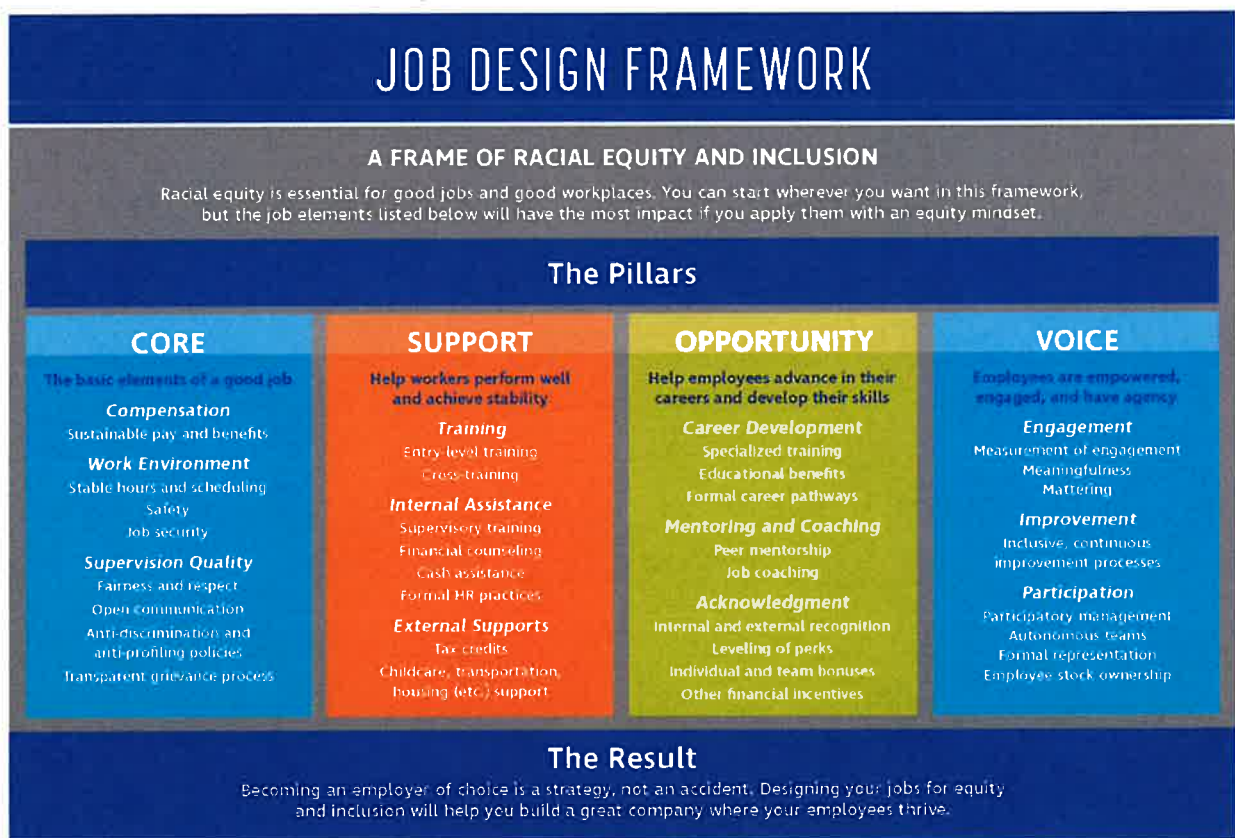 JOB DESIGN FRAMEWORK
A FRAME OF RACIAL EQUITY AND INCLUSION
Racial equity is essential for good jobs and good workplaces. You can start wherever you want in this framework,
but the job elements listed below will have the most impact if you apply them with an equity mindset.
The Pillars
CORE
The basic elements of a good job
Compensation
Sustainable pay and benefits
Work Environment
Stable hours and scheduling
Safety
Job security
Supervision Quality
Fairness and respect
Open communication
Anti-discrimination and
anti-profiling policies
Transparent grievance process
SUPPORT
Help workers perform well
and achieve stability
Training
Entry-level training
Cross-training
Internal Assistance
Supervisory training
Financial counseling
Cash assistance
Formal HR practices
External Supports
Tax credits
Childcare, transportation,
housing (etc.) support
OPPORTUNITY
Help employees advance in their
careers and develop their skills
Career Development
Specialized training
Educational benefits
Formal career pathways
Mentoring and Coaching
Peer mentorship
Job coaching
Acknowledgment
Internal and external recognition
Leveling of perks
Individual and team bonuses
Other financial incentives
VOICE
Employees are empowered,
engaged, and have agency
Engagement
Measurement of engagement
Meaningfulness
Mattering
Improvement
Inclusive, continuous
improvement processes
Participation
Participatory management
Autonomous teams
Formal representation
Employee stock ownership
The Result
Becoming an employer of choice is a strategy, not an accident. Designing your jobs for equity
and inclusion will help you build a great company where your employees thrive.